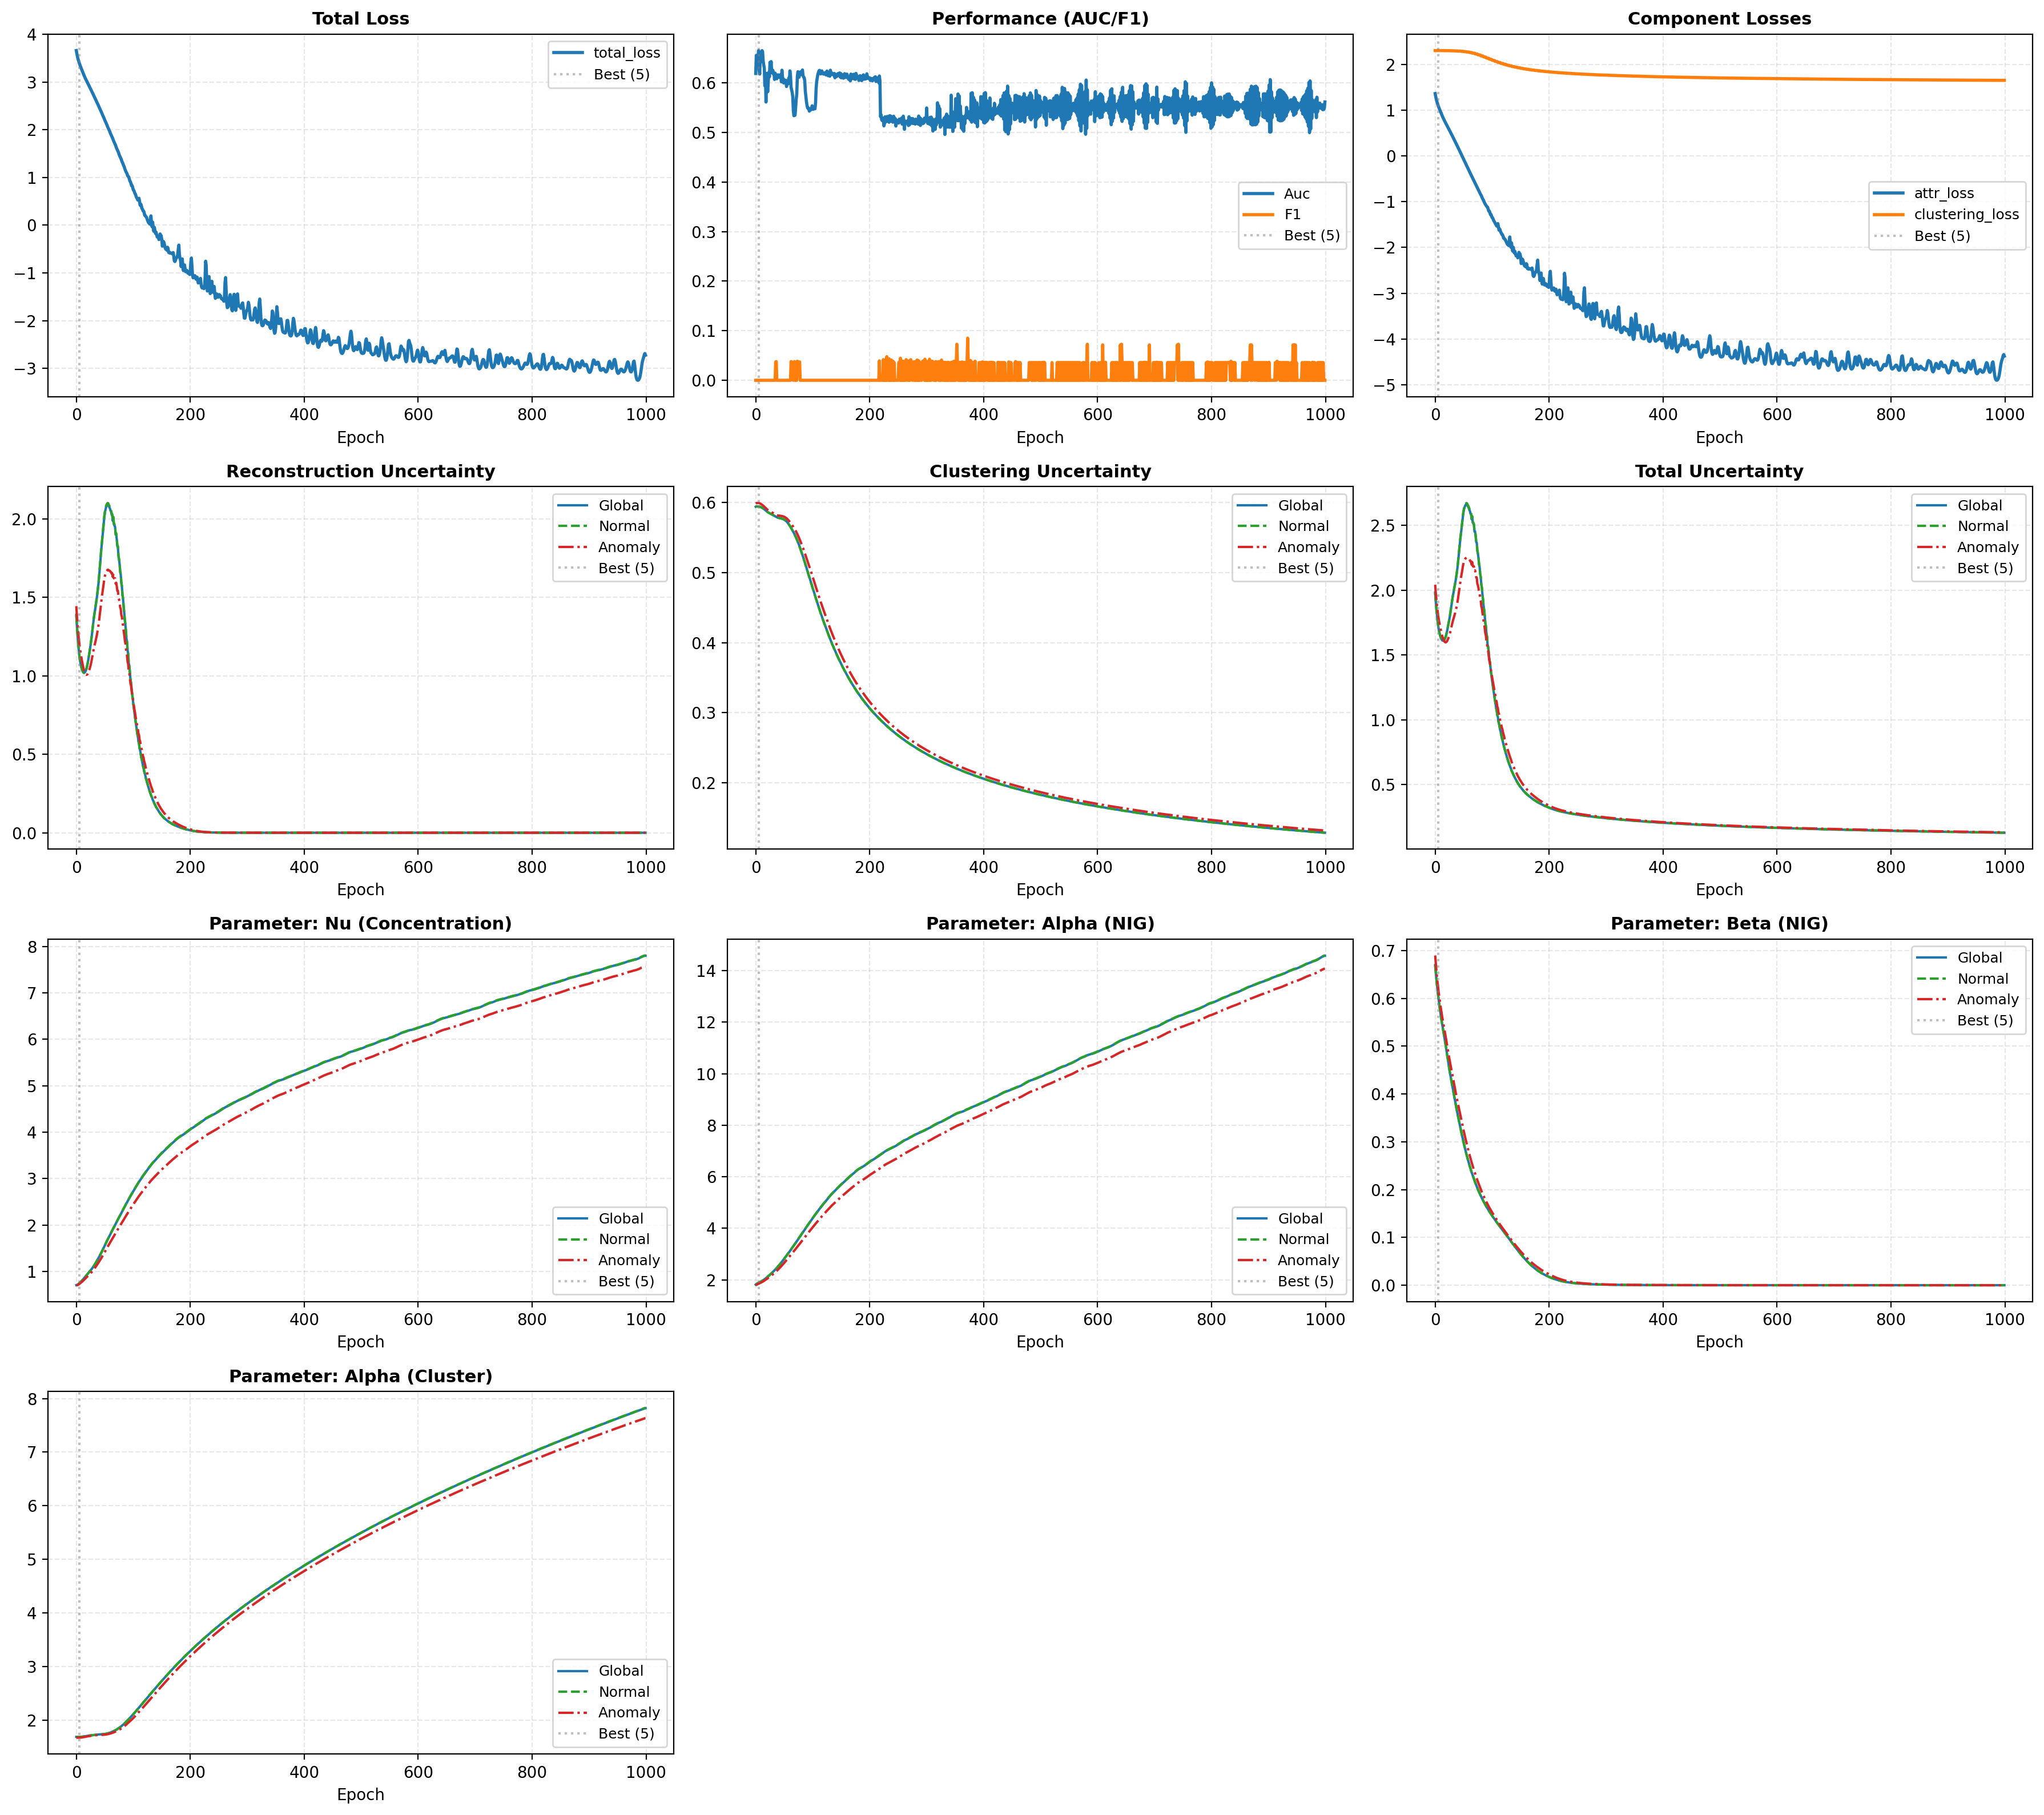 Total Loss
4
3
2
1
0
−1
−2
−3
0 200 400 600 800 1000
Epoch
total_loss
Best (5)
Performance (AUC/F1)
0.6
0.5
0.4
0.3
0.2
0.1
0.0
0 200 400 600 800 1000
Epoch
Auc
F1
Best (5)
Component Losses
2
1
0
−1
−2
−3
−4
−5
0 200 400 600 800 1000
Epoch
attr_loss
clustering_loss
Best (5)
Reconstruction Uncertainty
2.0
1.5
1.0
0.5
0.0
0 200 400 600 800 1000
Epoch
Global
Normal
Anomaly
Best (5)
Clustering Uncertainty
0.6
0.5
0.4
0.3
0.2
0 200 400 600 800 1000
Epoch
Global
Normal
Anomaly
Best (5)
Total Uncertainty
2.5
2.0
1.5
1.0
0.5
0 200 400 600 800 1000
Epoch
Global
Normal
Anomaly
Best (5)
Parameter: Nu (Concentration)
8
7
6
5
4
3
2
1
0 200 400 600 800 1000
Epoch
Global
Normal
Anomaly
Best (5)
Parameter: Alpha (NIG)
14
12
10
8
6
4
2
0 200 400 600 800 1000
Epoch
Global
Normal
Anomaly
Best (5)
Parameter: Beta (NIG)
0.7
0.6
0.5
0.4
0.3
0.2
0.1
0.0
0 200 400 600 800 1000
Epoch
Global
Normal
Anomaly
Best (5)
Parameter: Alpha (Cluster)
8
7
6
5
4
3
2
0 200 400 600 800 1000
Epoch
Global
Normal
Anomaly
Best (5)